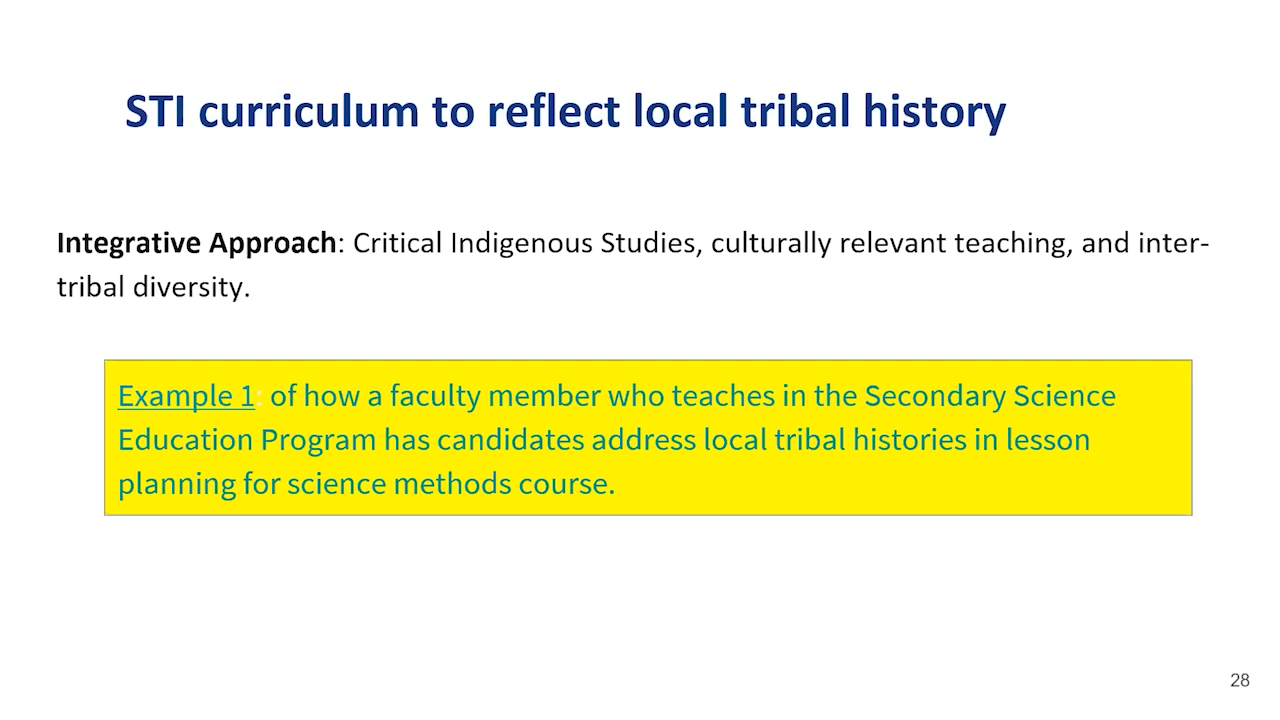 STI curriculum to reflect local tribal history
Integrative Approach: Critical Indigenous Studies, culturally relevant teaching, and inter-
tribal diversity.
Example 1: of how a faculty member who teaches in the Secondary Science
Education Program has candidates address local tribal histories in lesson
planning for science methods course.
28